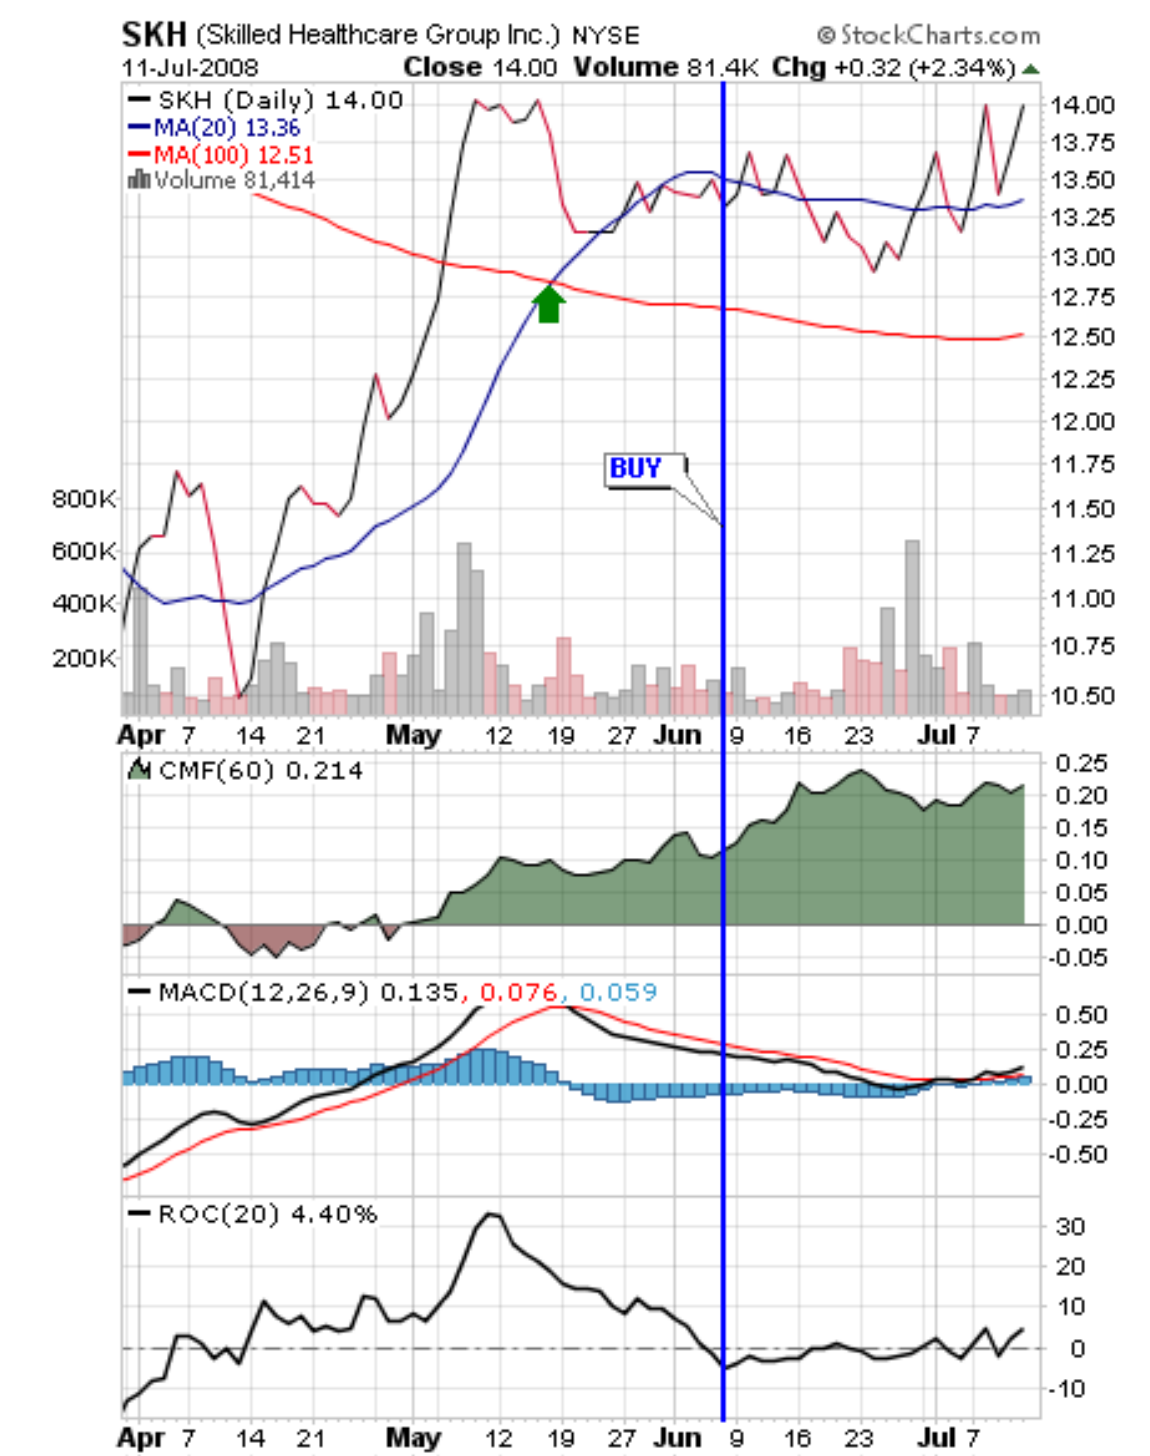 SKH (Skilled Healthcare Group Inc.) NYSE © StockCharts.com
11-Jul-2008 Close 14.00 Volume 81.4K Chg +0.32 (+2.34%)
SKH (Daily) 14.00
MA(20) 13.36
MA(100) 12.51
Volume 81,414
14.00
13.75
13.50
13.25
13.00
12.75
12.50
12.25
12.00
11.75
11.50
11.25
11.00
10.75
10.50
BUY
800K
600K
400K
200K
Apr 7 14 21 May 12 19 27 Jun 9 16 23 Jul 7
CMF(60) 0.214
0.25
0.20
0.15
0.10
0.05
0.00
-0.05
MACD(12,26,9) 0.135, 0.076, 0.059
0.50
0.25
0.00
-0.25
-0.50
ROC(20) 4.40%
30
20
10
0
-10
Apr 7 14 21 May 12 19 27 Jun 9 16 23 Jul 7